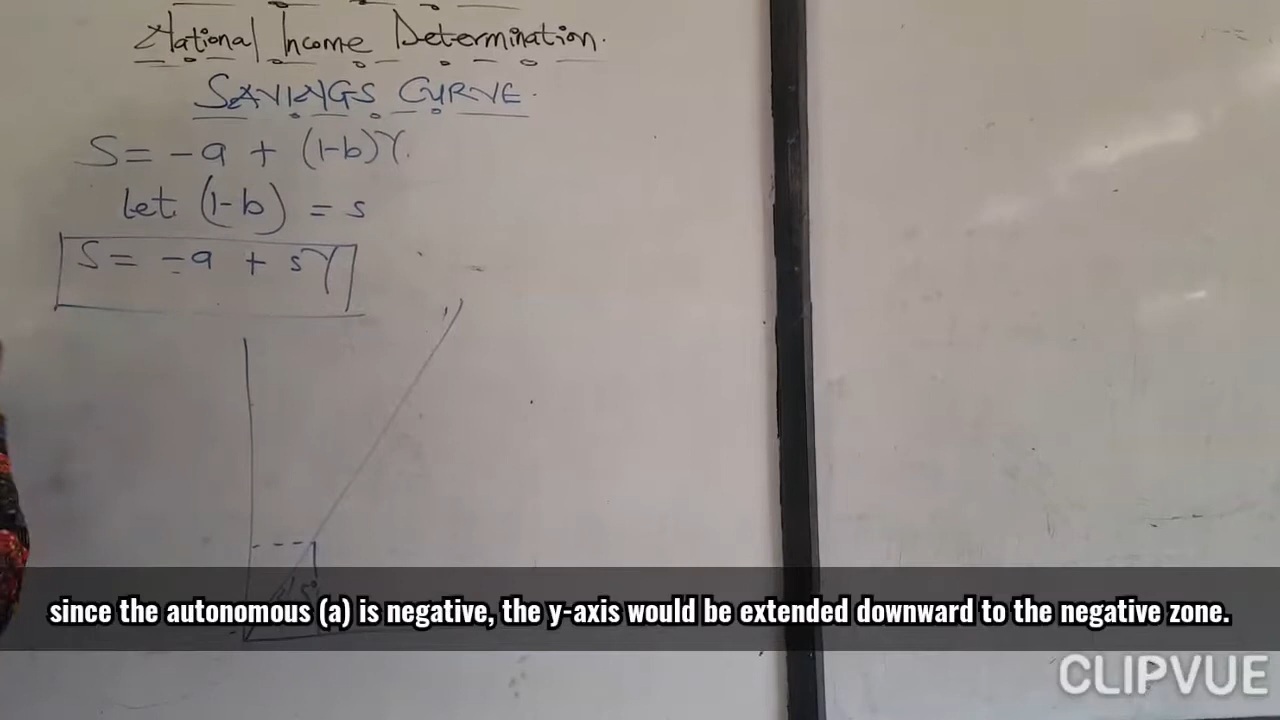 National Income Determination.
SAVINGS CURVE.
S = -a + (1-b)Y.
Let (1-b) = s
S = -a + sY
45°
since the autonomous (a) is negative, the y-axis would be extended downward to the negative zone.
CLIPVUE